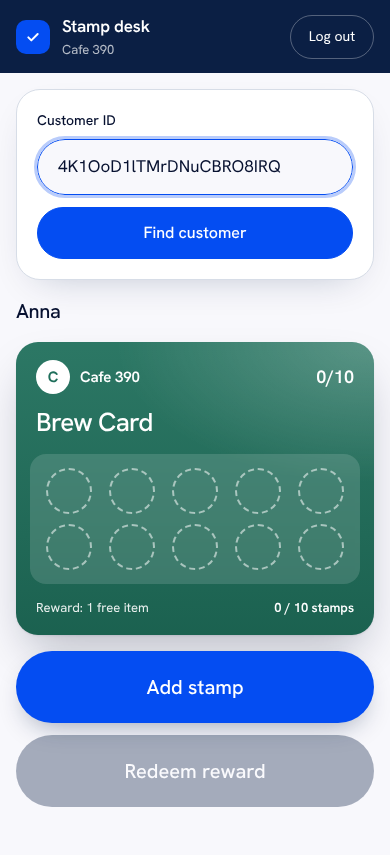 Stamp desk
Cafe 390
Log out
Customer ID
4K1OoD1lTMrDNuCBRO8IRQ
Find customer
Anna
C Cafe 390 0/10
Brew Card
Reward: 1 free item 0 / 10 stamps
Add stamp
Redeem reward